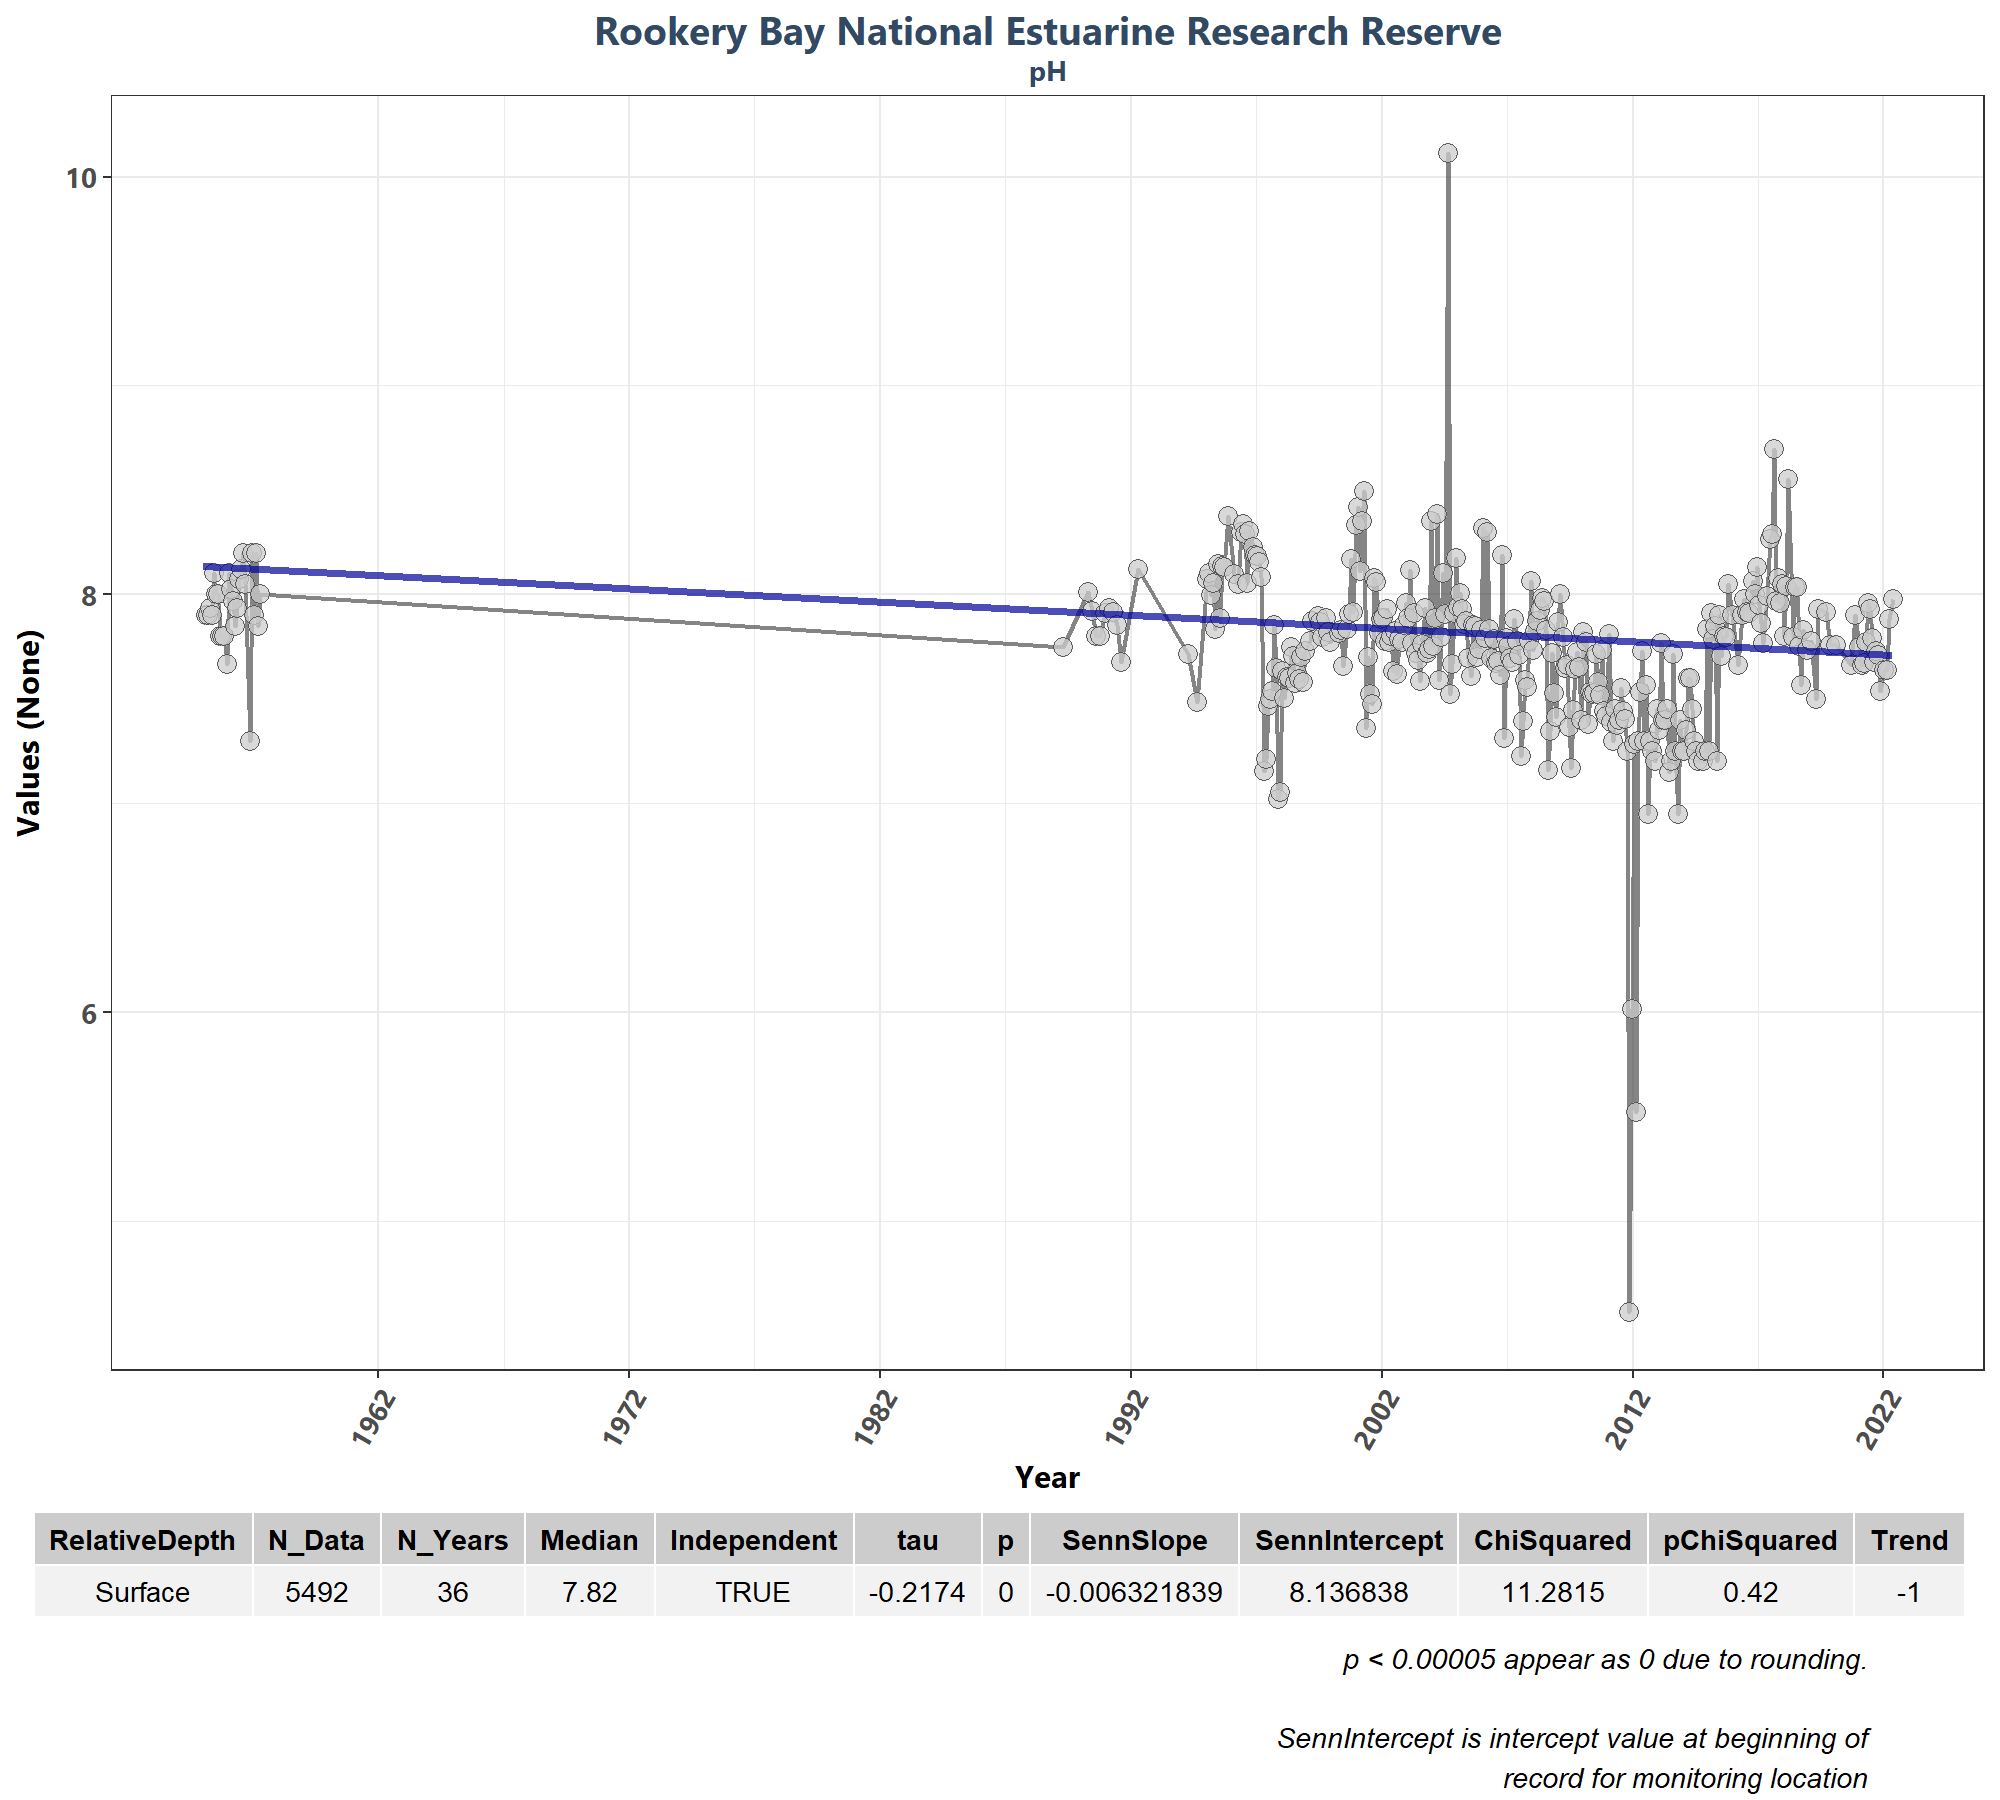 Rookery Bay National Estuarine Research Reserve
pH
Values (None)
10
8
6
1962 1972 1982 1992 2002 2012 2022
Year
RelativeDepth N_Data N_Years Median Independent tau p SennSlope SennIntercept ChiSquared pChiSquared Trend
Surface 5492 36 7.82 TRUE -0.2174 0 -0.006321839 8.136838 11.2815 0.42 -1
p < 0.00005 appear as 0 due to rounding.
SennIntercept is intercept value at beginning of
record for monitoring location